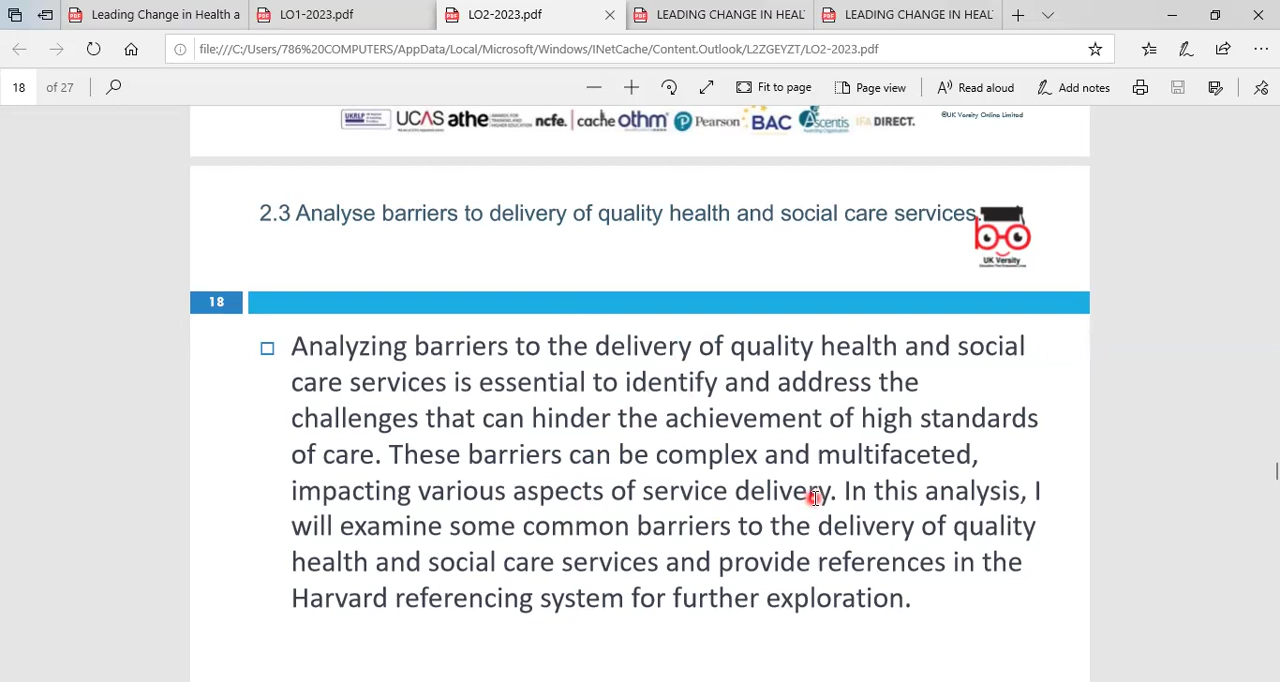 Leading Change in Health a
LO1-2023.pdf
LO2-2023.pdf
LEADING CHANGE IN HEAL
LEADING CHANGE IN HEAL
file:///C:/Users/786%20COMPUTERS/AppData/Local/Microsoft/Windows/INetCache/Content.Outlook/L2ZGEYZT/LO2-2023.pdf
18 of 27
Fit to page
Page view
Read aloud
Add notes
UKRLP UCAS athe ncfe. cache othm Pearson BAC Ascentis IFA DIRECT. ©UK Varsity Online Limited
2.3 Analyse barriers to delivery of quality health and social care services.
UK Versity
18
Analyzing barriers to the delivery of quality health and social
care services is essential to identify and address the
challenges that can hinder the achievement of high standards
of care. These barriers can be complex and multifaceted,
impacting various aspects of service delivery. In this analysis, I
will examine some common barriers to the delivery of quality
health and social care services and provide references in the
Harvard referencing system for further exploration.